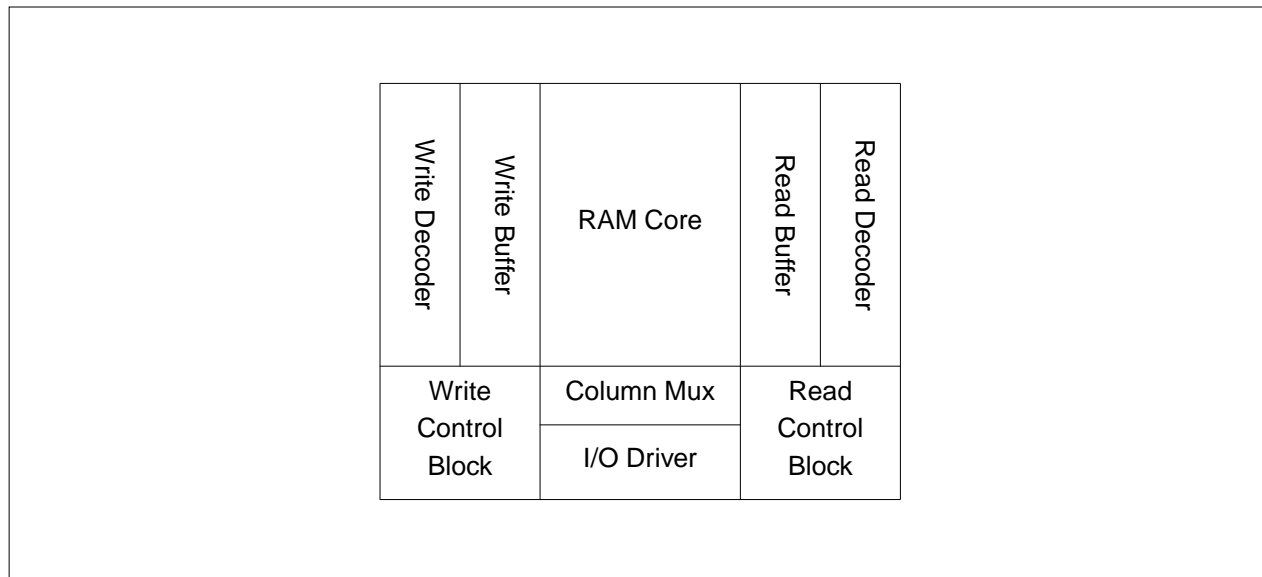 Write Decoder
Write Buffer
RAM Core
Read Buffer
Read Decoder
Write
Control
Block
Column Mux
I/O Driver
Read
Control
Block